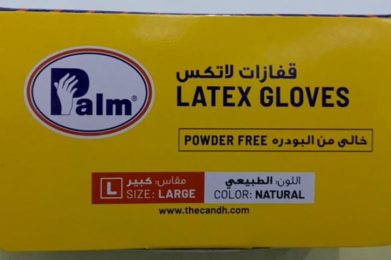 Palm®
قفازات لاتكس
LATEX GLOVES
POWDER FREE خالى من البودره
L مقاس: كبير
SIZE: LARGE
اللون: الطبيعي
COLOR: NATURAL
www.thecandh.com